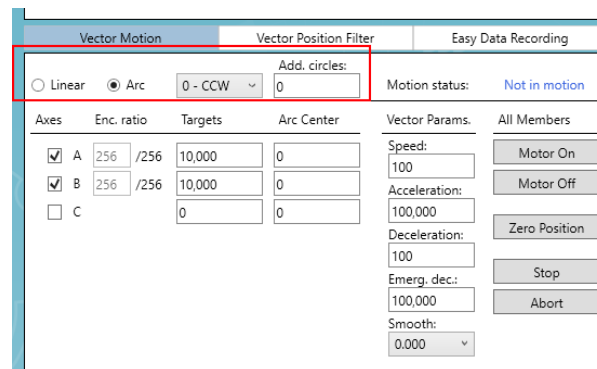 Vector Motion Vector Position Filter Easy Data Recording
Add. circles:
Linear Arc 0 - CCW 0 Motion status: Not in motion
Axes Enc. ratio Targets Arc Center Vector Params. All Members
A 256 /256 10,000 0
B 256 /256 10,000 0
C 0 0
Speed:
100
Acceleration:
100,000
Deceleration:
100
Emerg. dec.:
100,000
Smooth:
0.000
Motor On
Motor Off
Zero Position
Stop
Abort